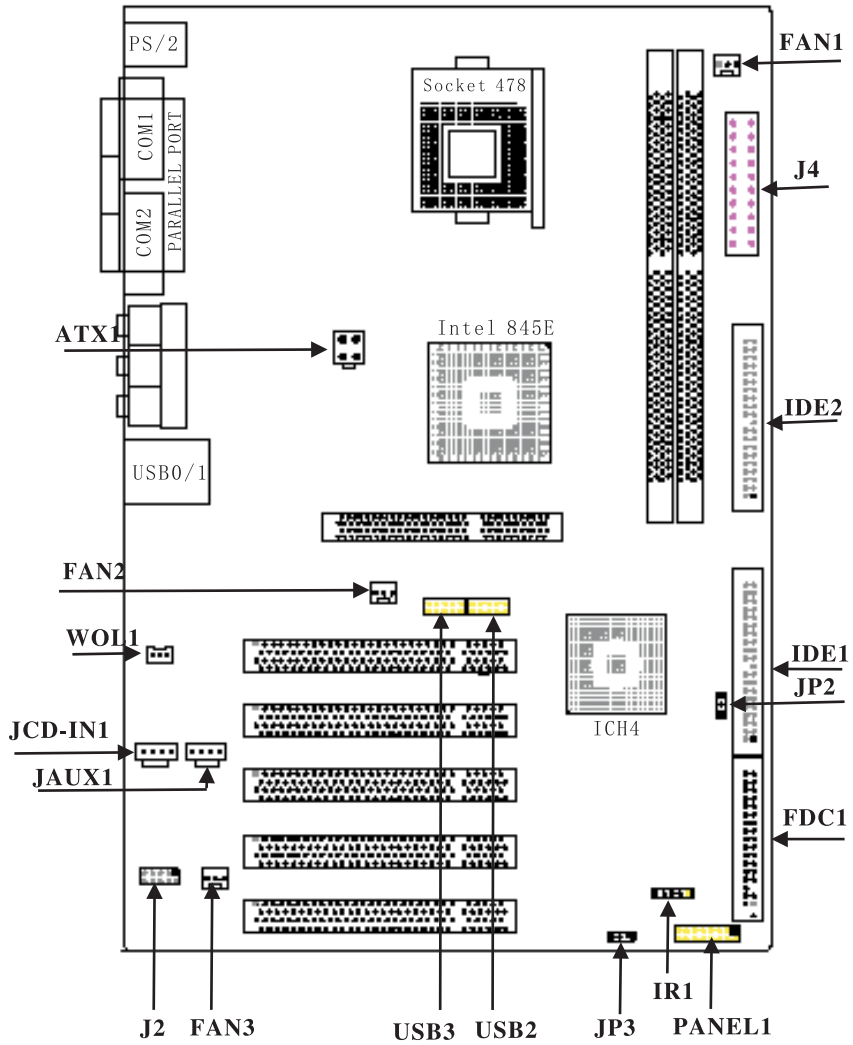 PS/2
FAN1
Socket 478
COM1
PARALLEL PORT
COM2
J4
ATX1
Intel 845E
IDE2
USB0/1
FAN2
WOL1
IDE1
JP2
JCD-IN1
ICH4
JAUX1
FDC1
IR1
J2
FAN3
USB3
USB2
JP3
PANEL1